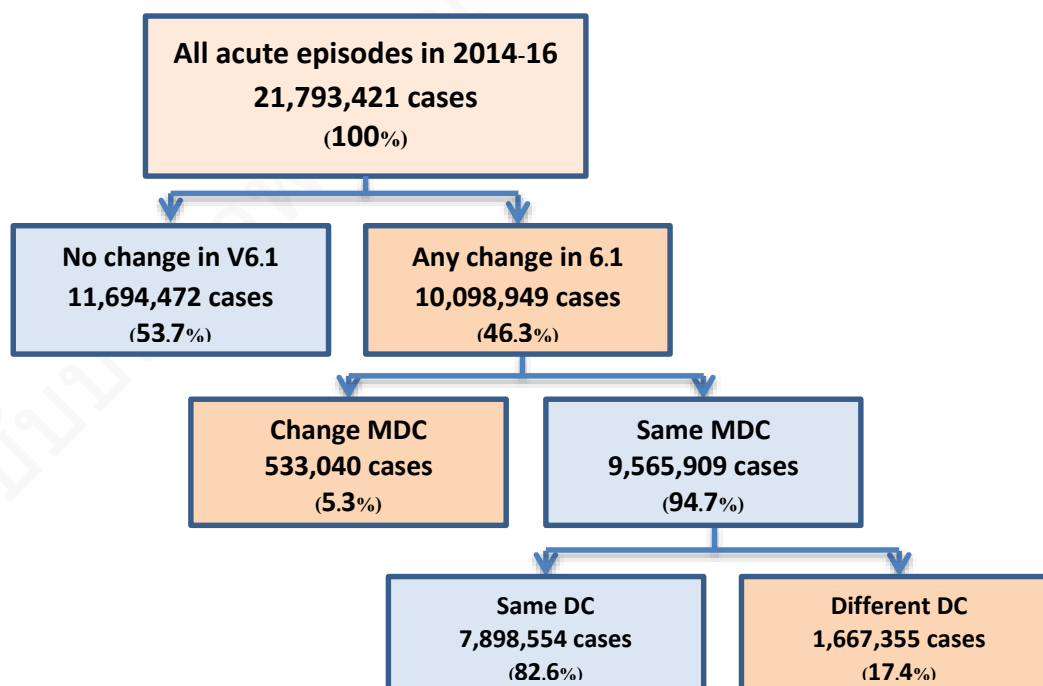 All acute episodes in 2014-16
21,793,421 cases
(100%)
No change in V6.1
11,694,472 cases
(53.7%)
Any change in 6.1
10,098,949 cases
(46.3%)
Change MDC
533,040 cases
(5.3%)
Same MDC
9,565,909 cases
(94.7%)
Same DC
7,898,554 cases
(82.6%)
Different DC
1,667,355 cases
(17.4%)